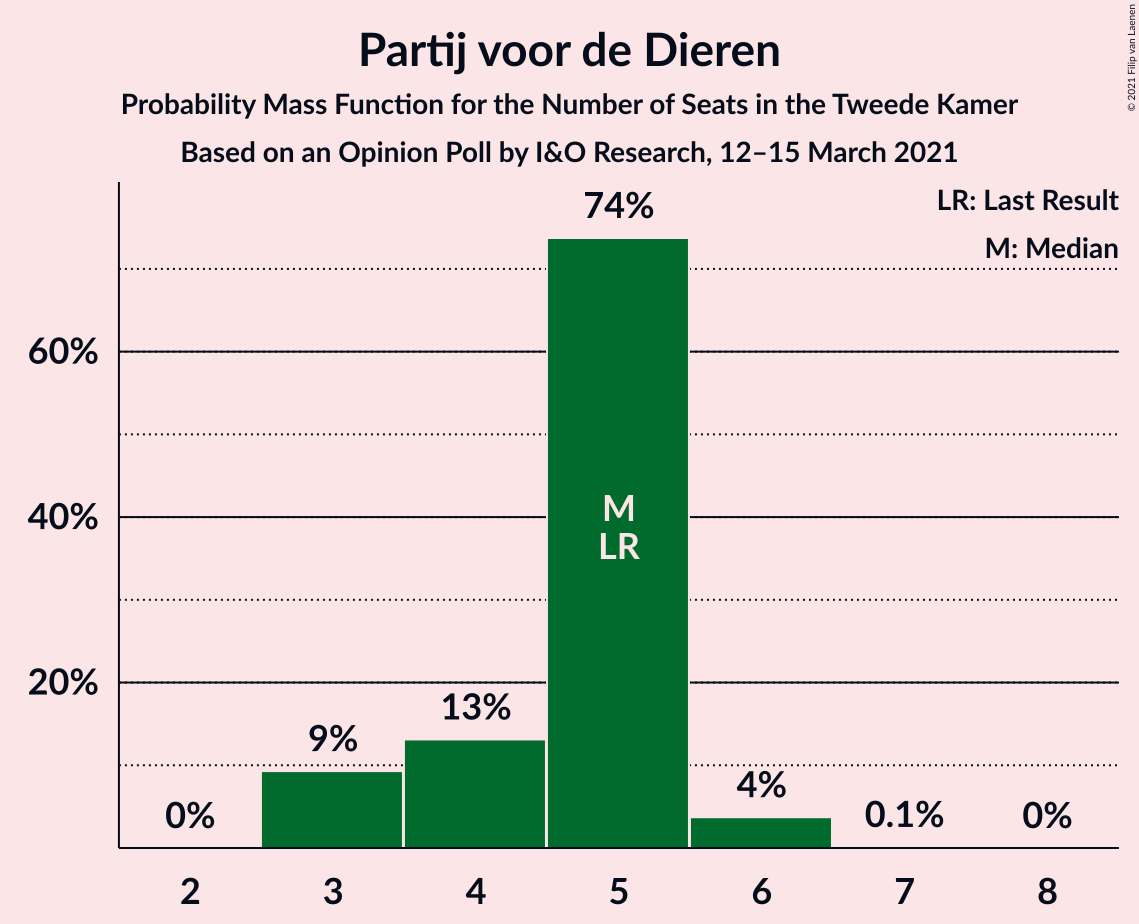 Partij voor de Dieren
Probability Mass Function for the Number of Seats in the Tweede Kamer
Based on an Opinion Poll by I&O Research, 12–15 March 2021
© 2021 Filip van Laenen
LR: Last Result
M: Median
74%
60%
40%
20%
M
LR
0%
9%
13%
4%
0.1%
0%
2 3 4 5 6 7 8